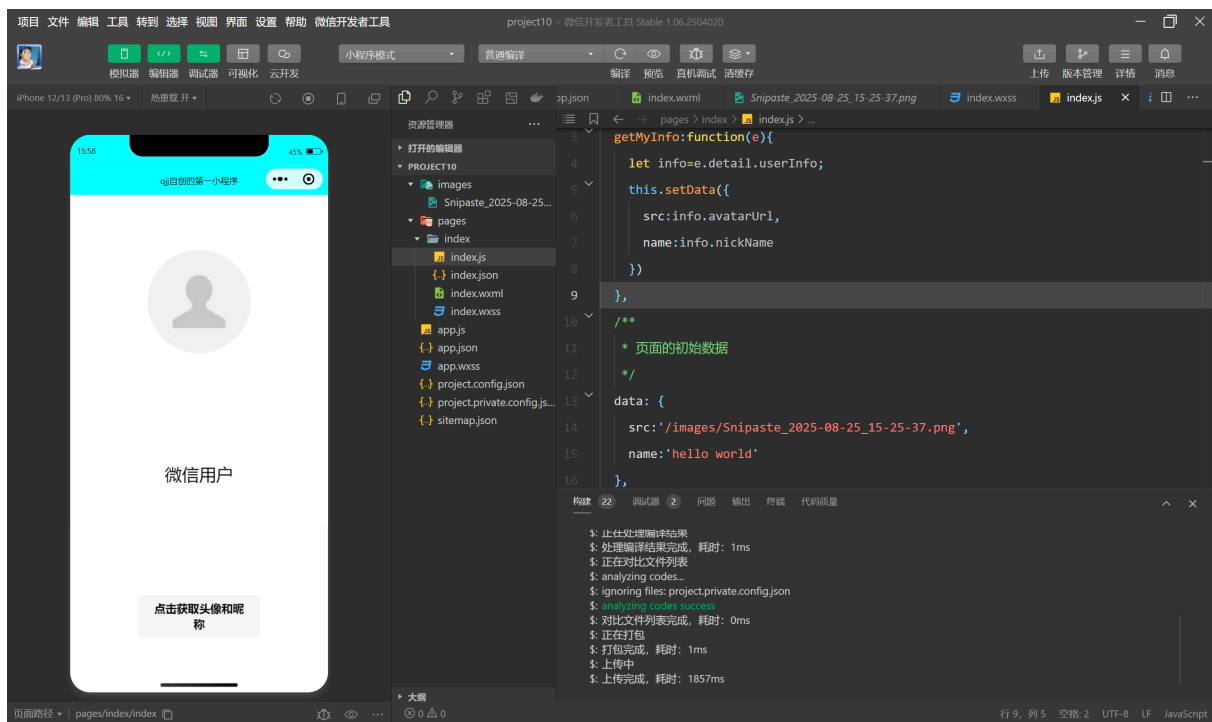 项目 文件 编辑 工具 转到 选择 视图 界面 设置 帮助 微信开发者工具
project10 - 微信开发者工具 Stable 1.06.2504020
模拟器 编辑器 调试器 可视化 云开发
小程序模式
普通编译
编译 预览 真机调试 清缓存
上传 版本管理 详情 消息
iPhone 12/13 (Pro) 80% 16
热重载 开
15:58
45%
qjj自创的第一小程序
微信用户
点击获取头像和昵
称
页面路径
pages/index/index
资源管理器
打开的编辑器
PROJECT10
images
Snipaste_2025-08-25...
pages
index
index.js
index.json
index.wxml
index.wxss
app.js
app.json
app.wxss
project.config.json
project.private.config.js...
sitemap.json
大纲
0 0
pp.json
index.wxml
Snipaste_2025-08-25_15-25-37.png
index.wxss
index.js
pages > index > index.js > ...
3 getMyInfo:function(e){
4 let info=e.detail.userInfo;
5 this.setData({
6 src:info.avatarUrl,
7 name:info.nickName
8 })
9 },
10 /**
11 * 页面的初始数据
12 */
13 data: {
14 src:'/images/Snipaste_2025-08-25_15-25-37.png',
15 name:'hello world'
16 },
构建 22 调试器 2 问题 输出 终端 代码质量
$: 正在处理编译结果
$: 处理编译结果完成，耗时：1ms
$: 正在对比文件列表
$: analyzing codes...
$: ignoring files: project.private.config.json
$: analyzing codes success
$: 对比文件列表完成，耗时：0ms
$: 正在打包
$: 打包完成，耗时：1ms
$: 上传中
$: 上传完成，耗时：1857ms
行 9，列 5 空格: 2 UTF-8 LF JavaScript